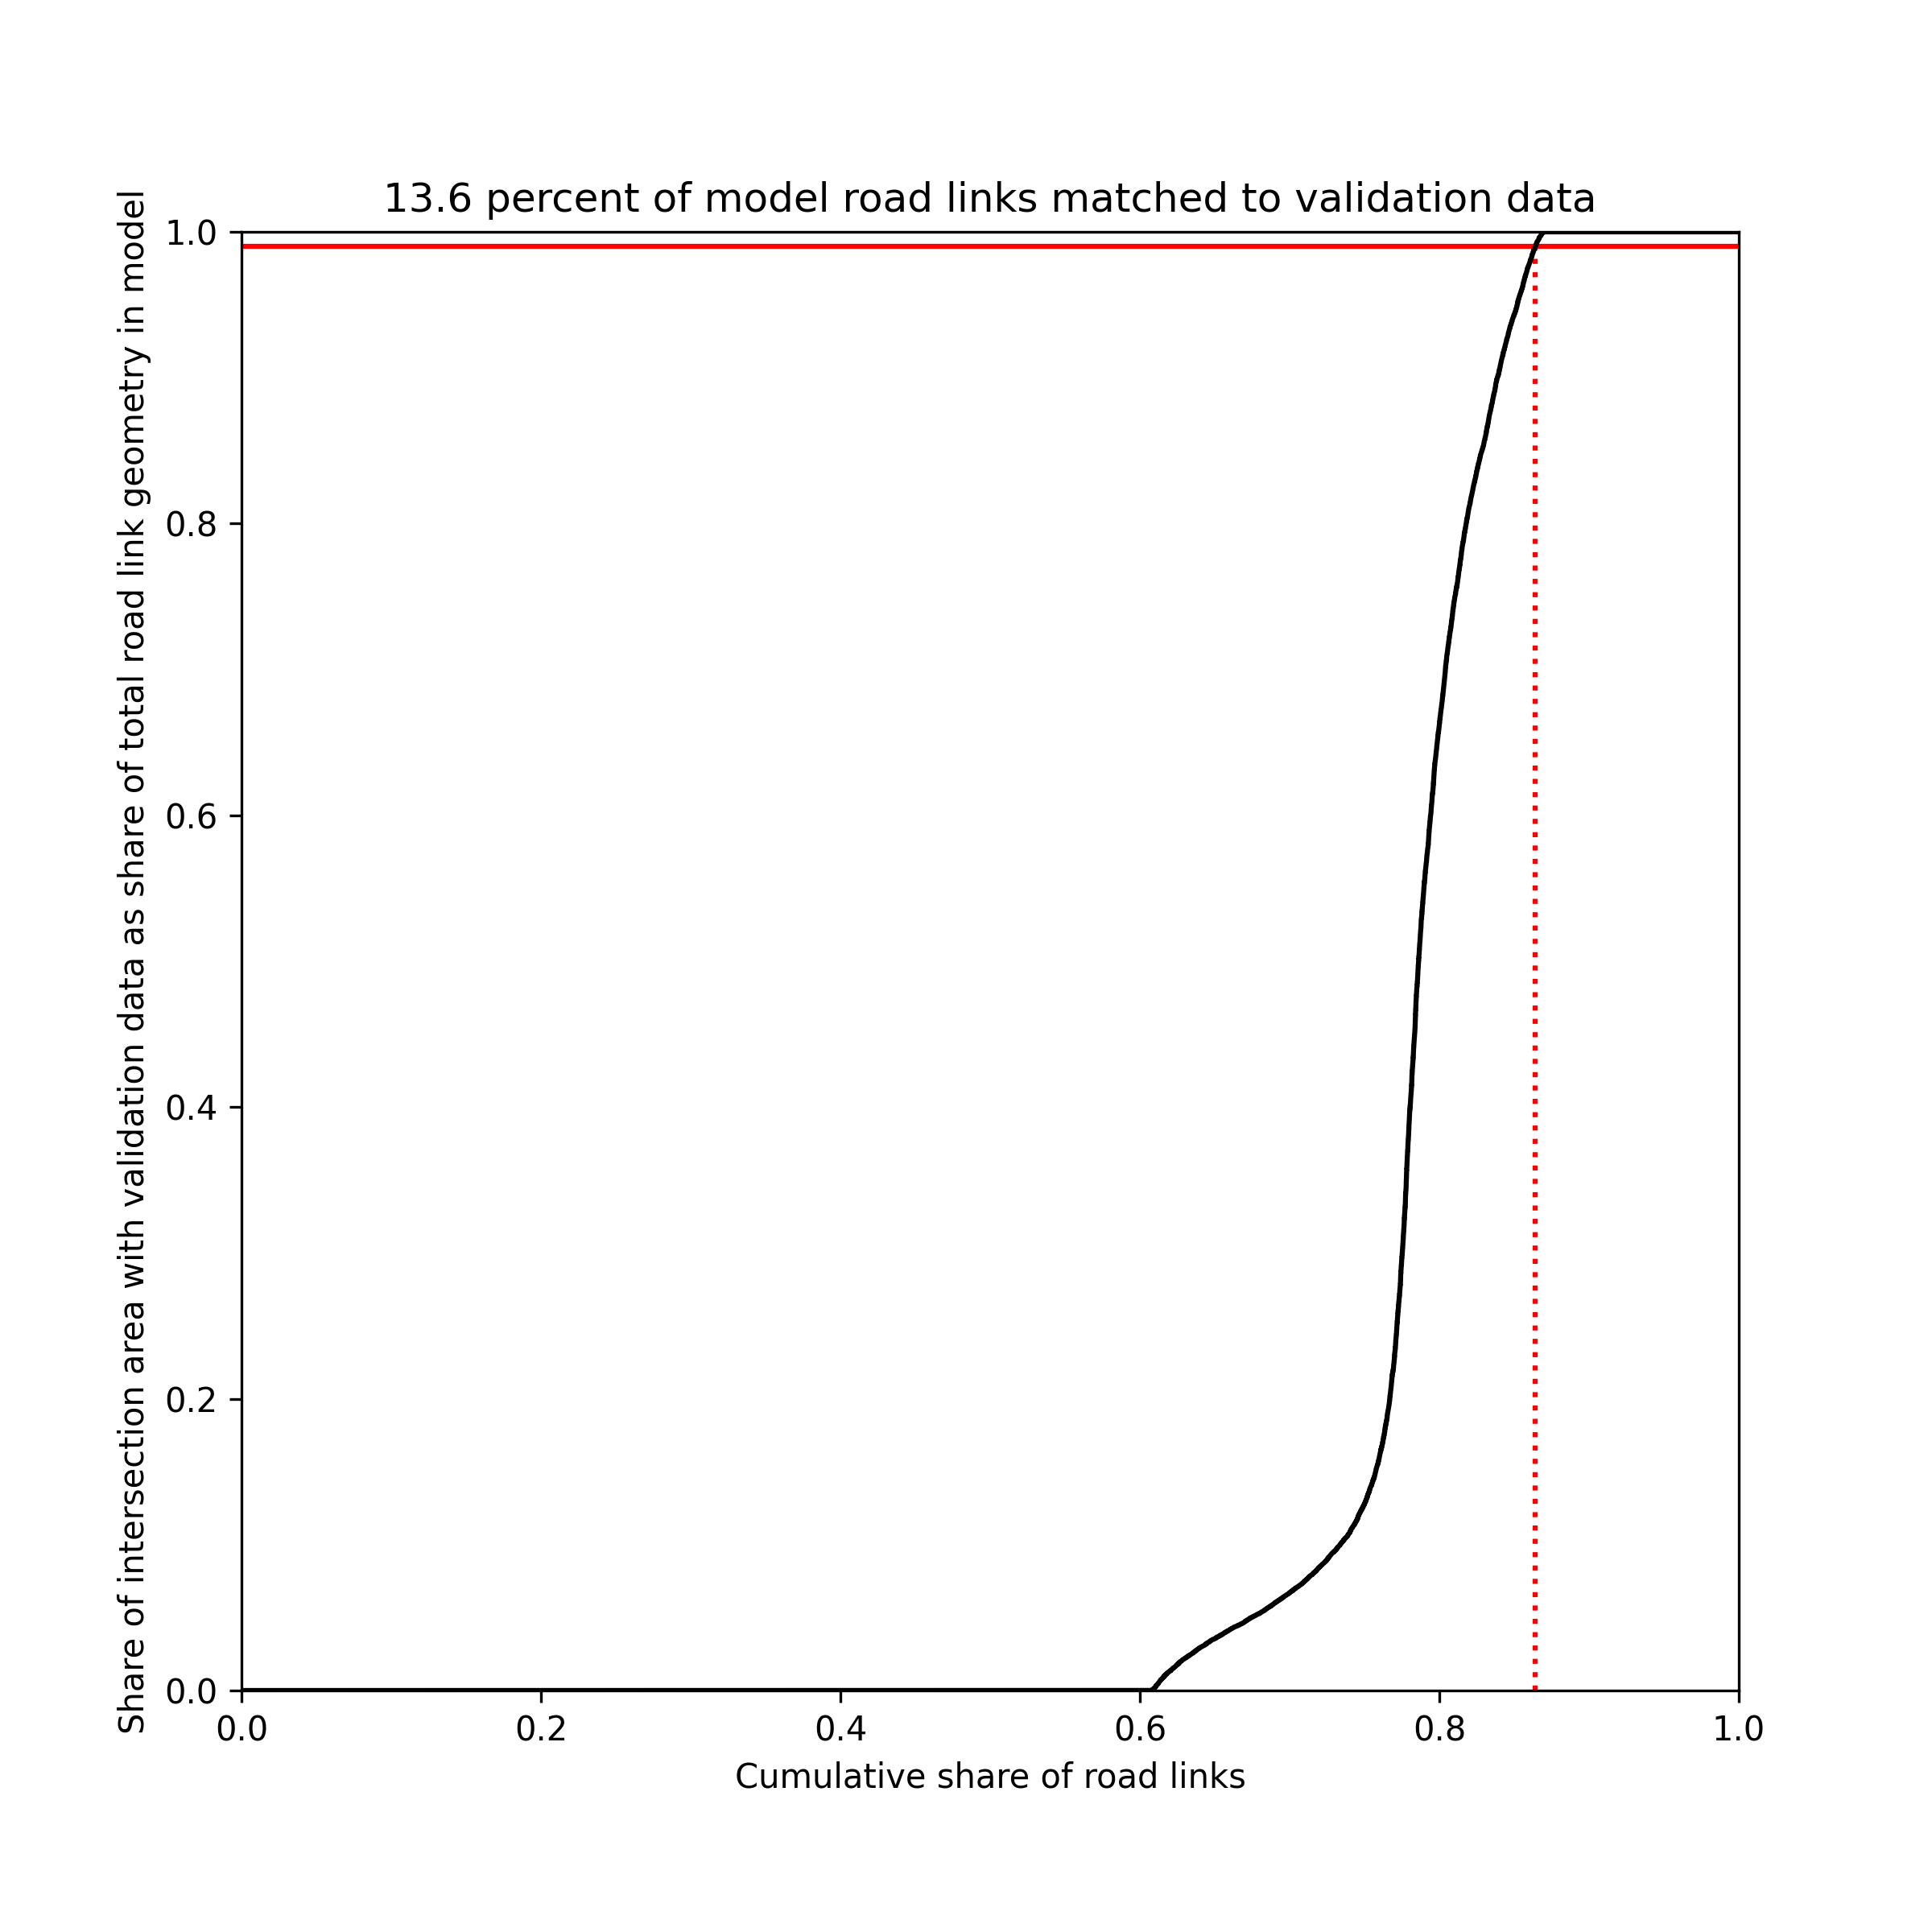 13.6 percent of model road links matched to validation data
Share of intersection area with validation data as share of total road link geometry in model
1.0
0.8
0.6
0.4
0.2
0.0
0.0 0.2 0.4 0.6 0.8 1.0
Cumulative share of road links